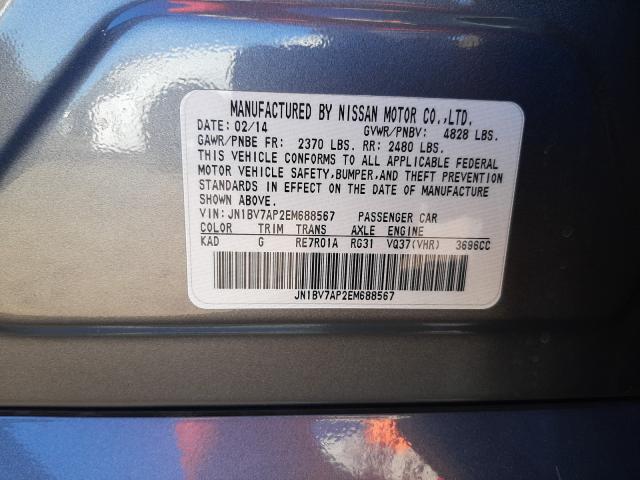 MANUFACTURED BY NISSAN MOTOR CO.,LTD.
DATE: 02/14 GVWR/PNBV: 4828 LBS.
GAWR/PNBE FR: 2370 LBS. RR: 2480 LBS.
THIS VEHICLE CONFORMS TO ALL APPLICABLE FEDERAL
MOTOR VEHICLE SAFETY,BUMPER,AND THEFT PREVENTION
STANDARDS IN EFFECT ON THE DATE OF MANUFACTURE
SHOWN ABOVE.
VIN: JN1BV7AP2EM688567 PASSENGER CAR
COLOR TRIM TRANS AXLE ENGINE
KAD G RE7R01A RG31 VQ37(VHR) 3696CC
JN1BV7AP2EM688567